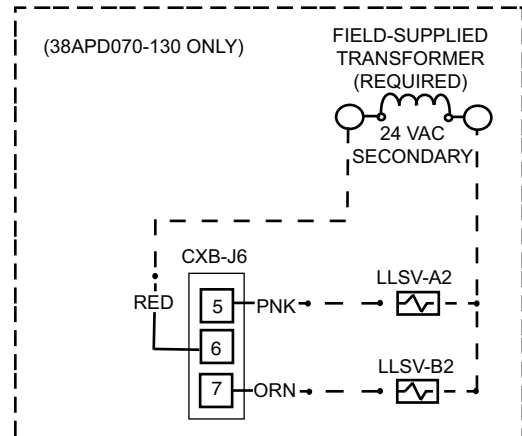 (38APD070-130 ONLY)
FIELD-SUPPLIED
TRANSFORMER
(REQUIRED)
24 VAC
SECONDARY
CXB-J6
RED
5
PNK
LLSV-A2
6
7
ORN
LLSV-B2